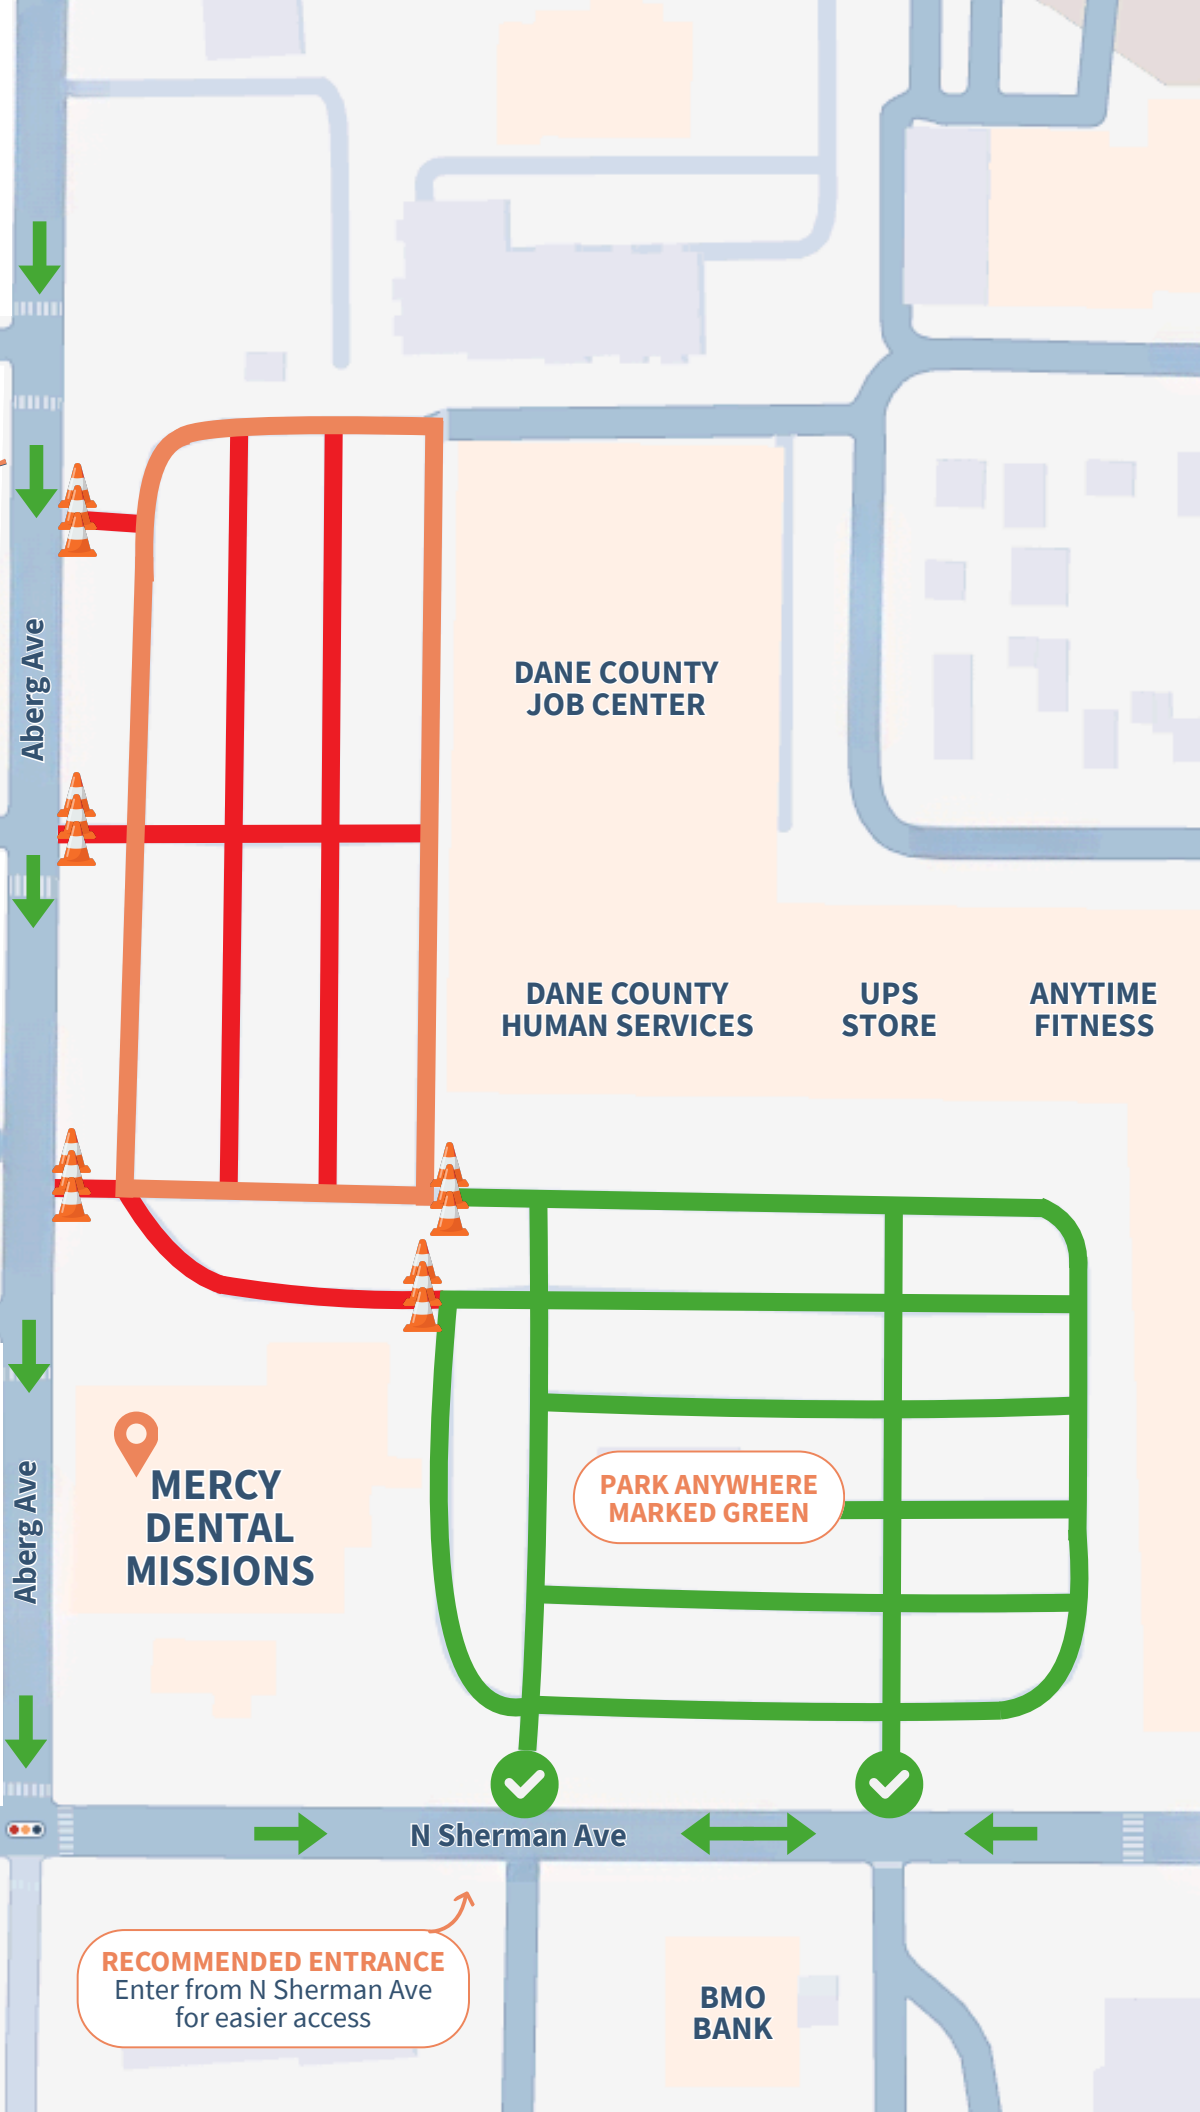 Aberg Ave
DANE COUNTY
JOB CENTER
DANE COUNTY
HUMAN SERVICES
UPS
STORE
ANYTIME
FITNESS
Aberg Ave
MERCY
DENTAL
MISSIONS
PARK ANYWHERE
MARKED GREEN
N Sherman Ave
RECOMMENDED ENTRANCE
Enter from N Sherman Ave
for easier access
BMO
BANK